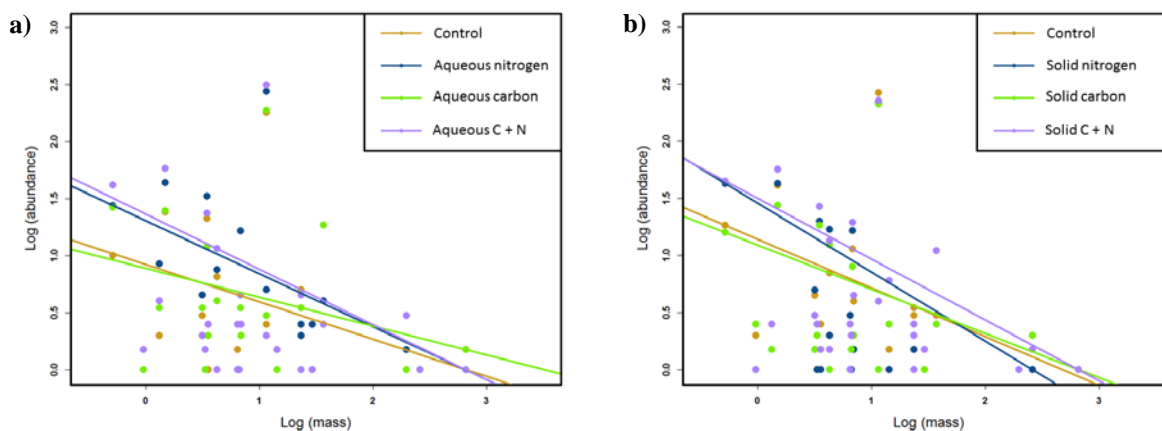 a)
3.0
2.5
2.0
1.5
1.0
0.5
0.0
Log (abundance)
0
1
2
3
Log (mass)
Control
Aqueous nitrogen
Aqueous carbon
Aqueous C + N
b)
3.0
2.5
2.0
1.5
1.0
0.5
0.0
Log (abundance)
0
1
2
3
Log (mass)
Control
Solid nitrogen
Solid carbon
Solid C + N